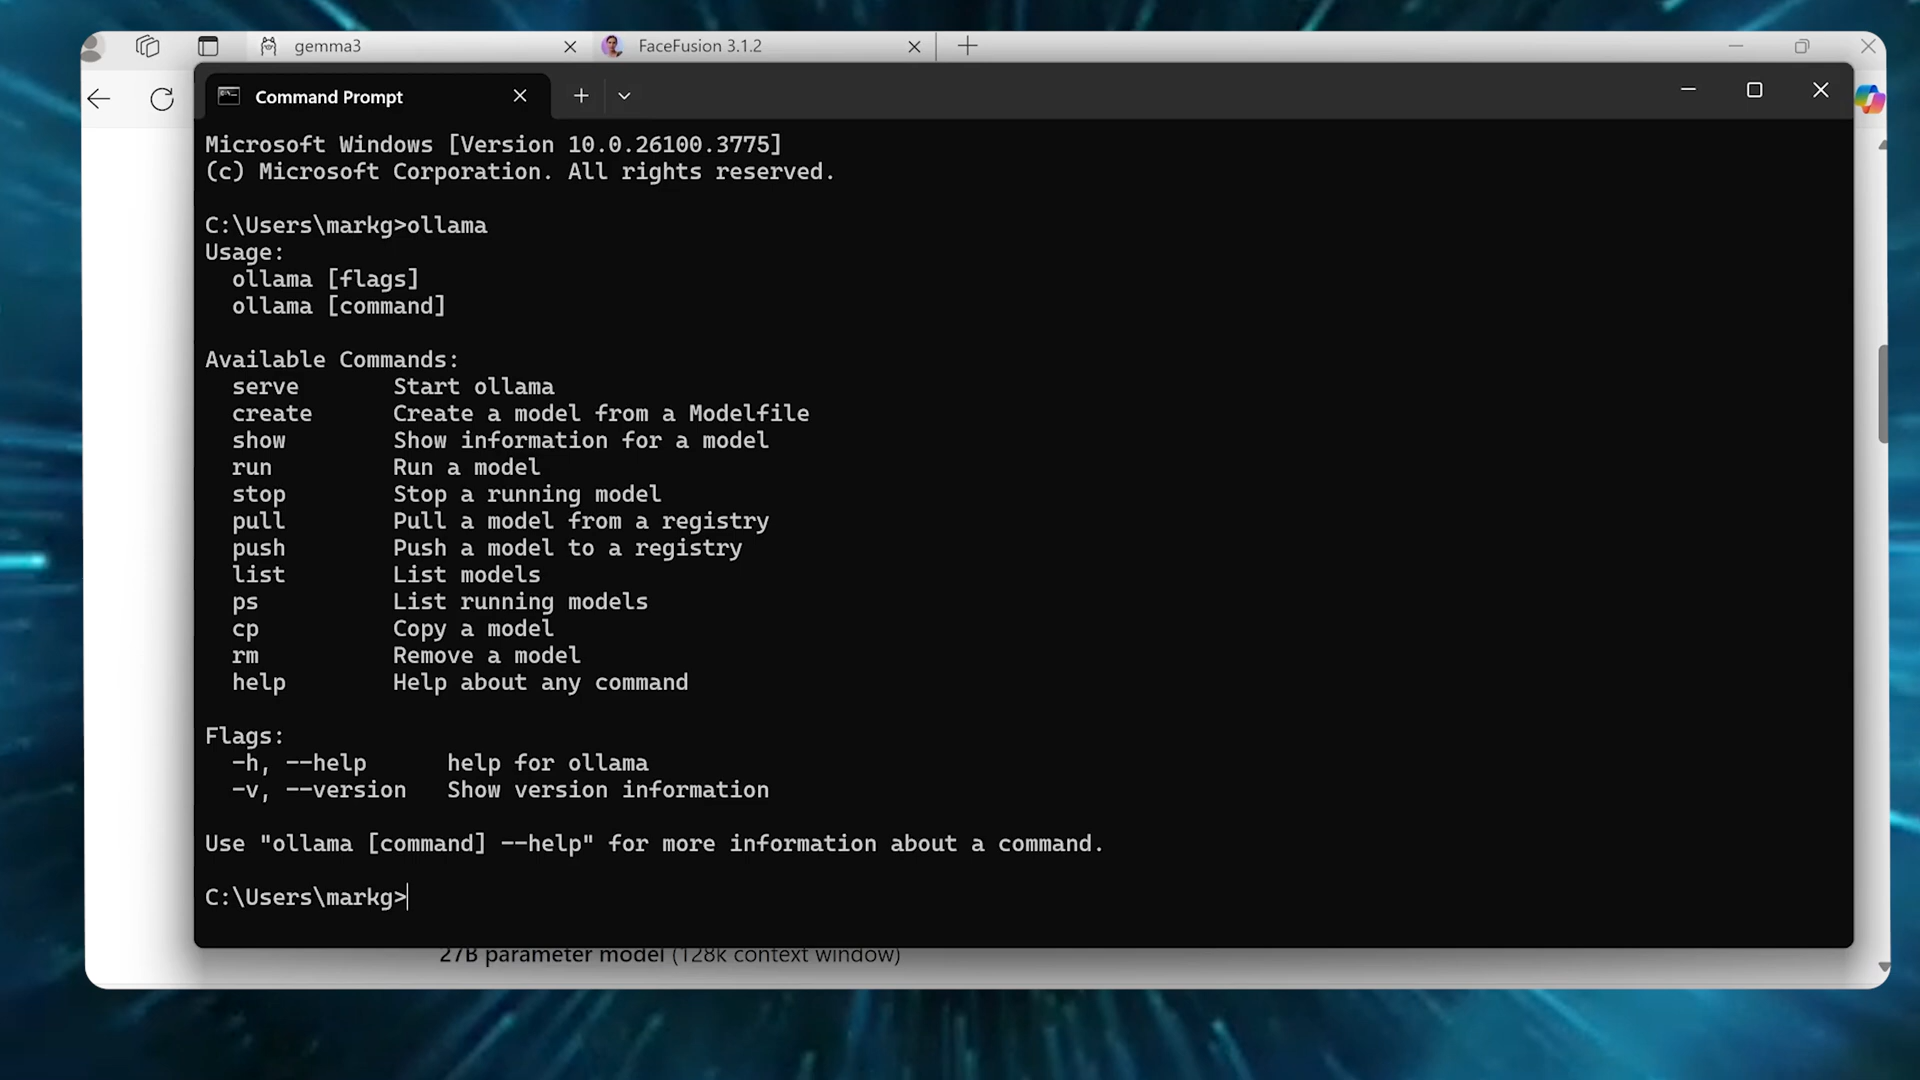 gemma3
FaceFusion 3.1.2
Command Prompt
Microsoft Windows [Version 10.0.26100.3775]
(c) Microsoft Corporation. All rights reserved.
C:\Users\markg>ollama
Usage:
ollama [flags]
ollama [command]
Available Commands:
serve Start ollama
create Create a model from a Modelfile
show Show information for a model
run Run a model
stop Stop a running model
pull Pull a model from a registry
push Push a model to a registry
list List models
ps List running models
cp Copy a model
rm Remove a model
help Help about any command
Flags:
-h, --help help for ollama
-v, --version Show version information
Use "ollama [command] --help" for more information about a command.
C:\Users\markg>
27B parameter model (128k context window)